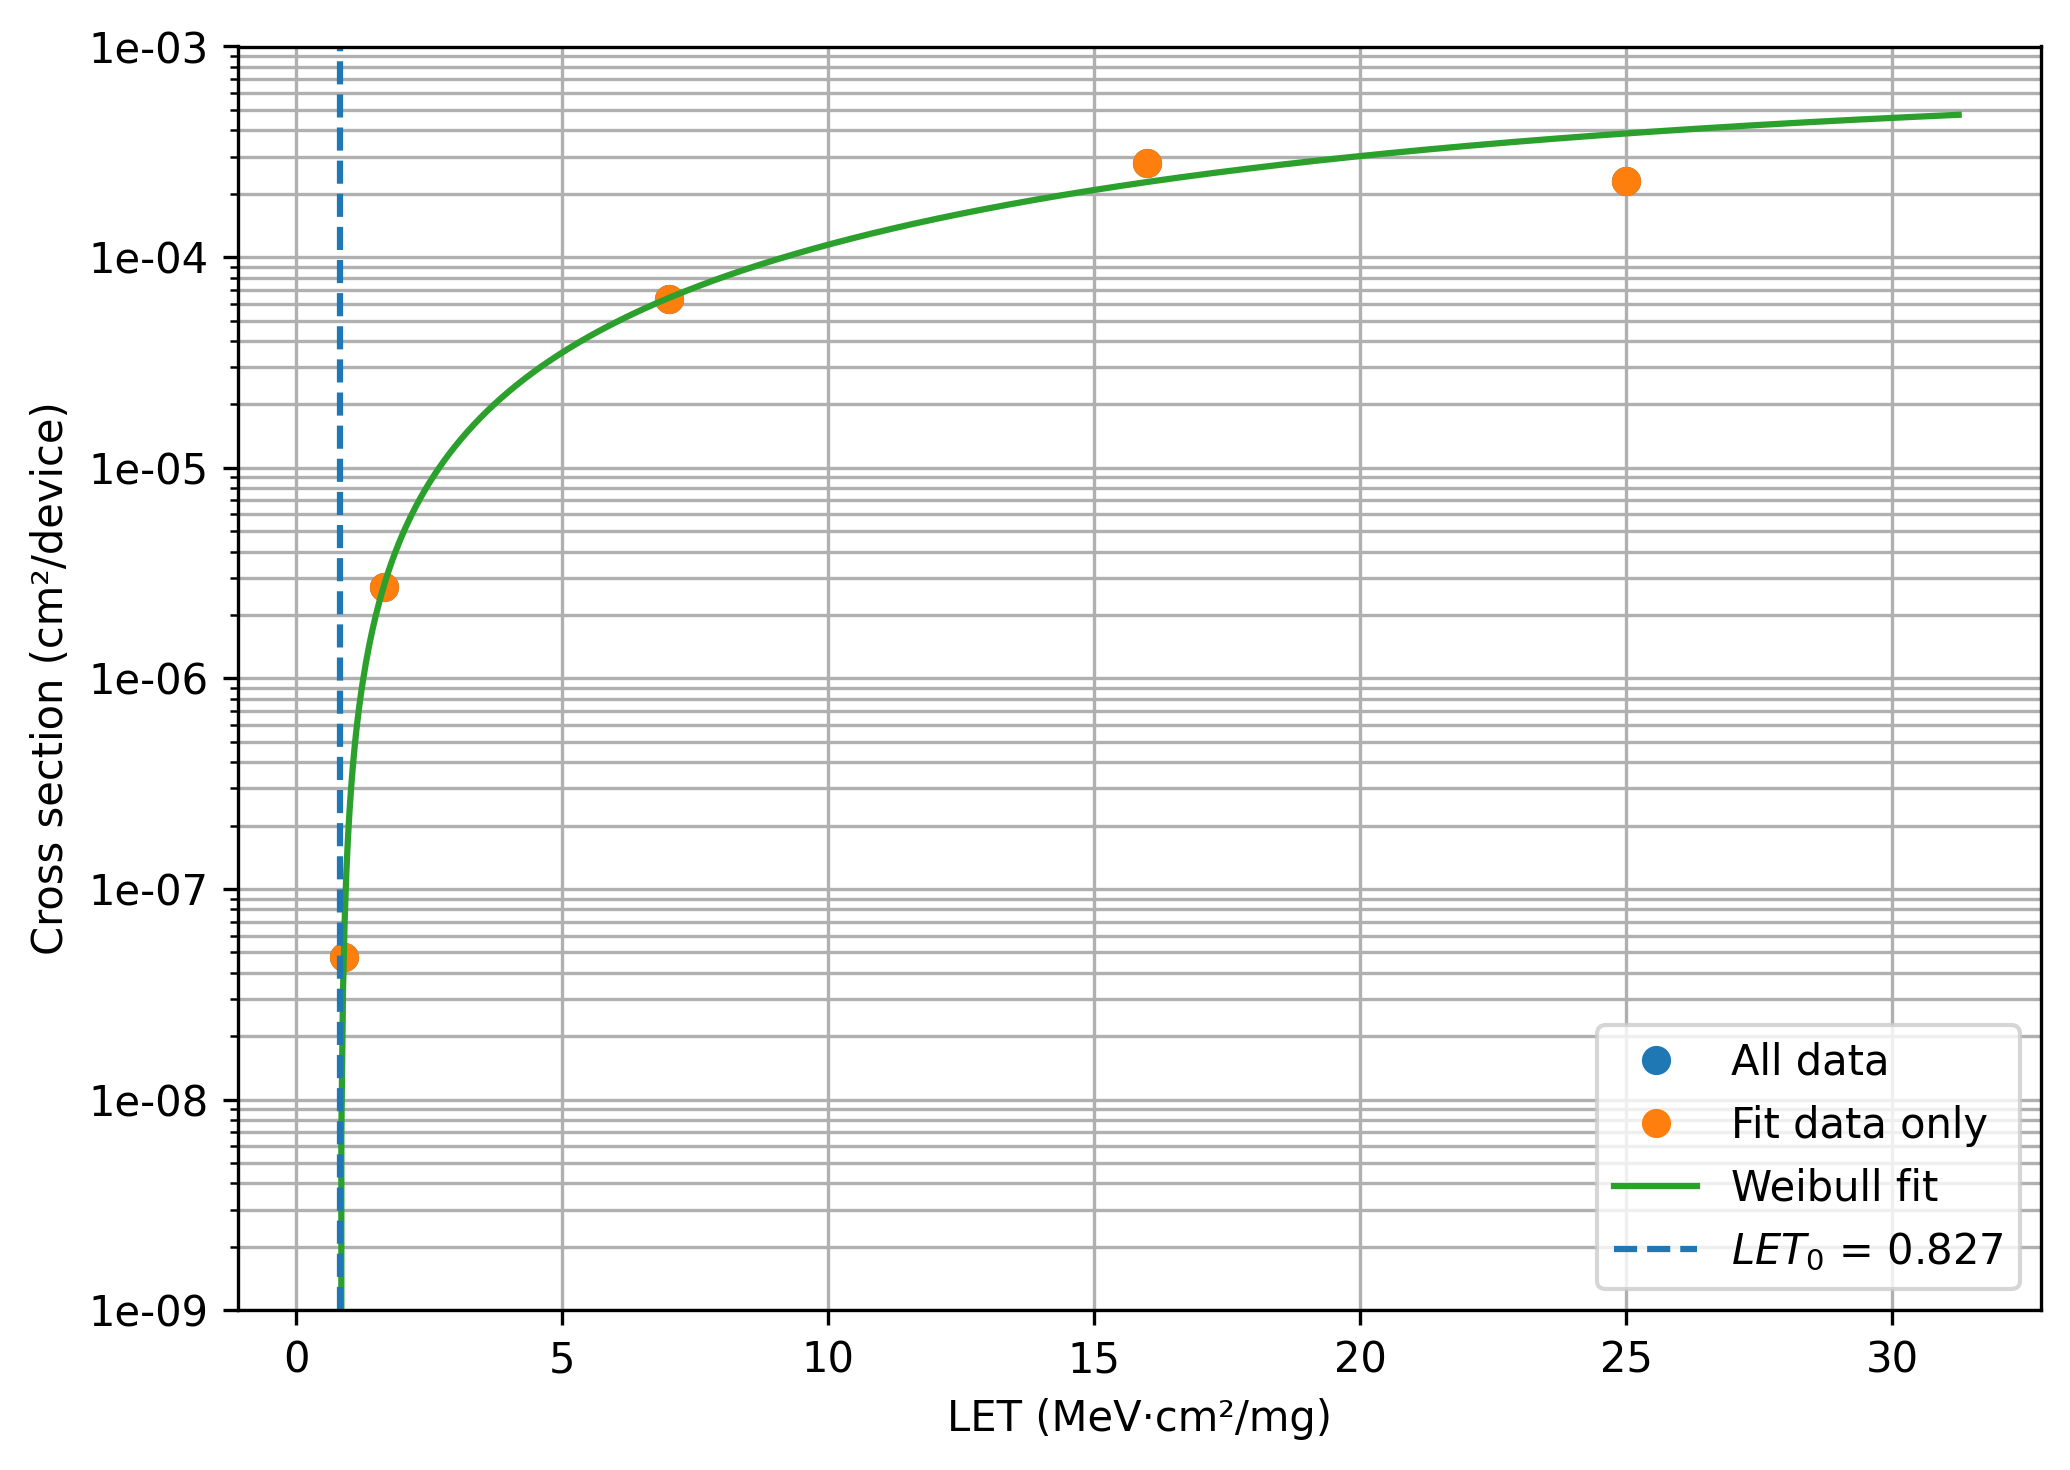 1e-03
1e-04
1e-05
1e-06
1e-07
1e-08
1e-09
Cross section (cm²/device)
0 5 10 15 20 25 30
LET (MeV·cm²/mg)
All data
Fit data only
Weibull fit
LET₀ = 0.827